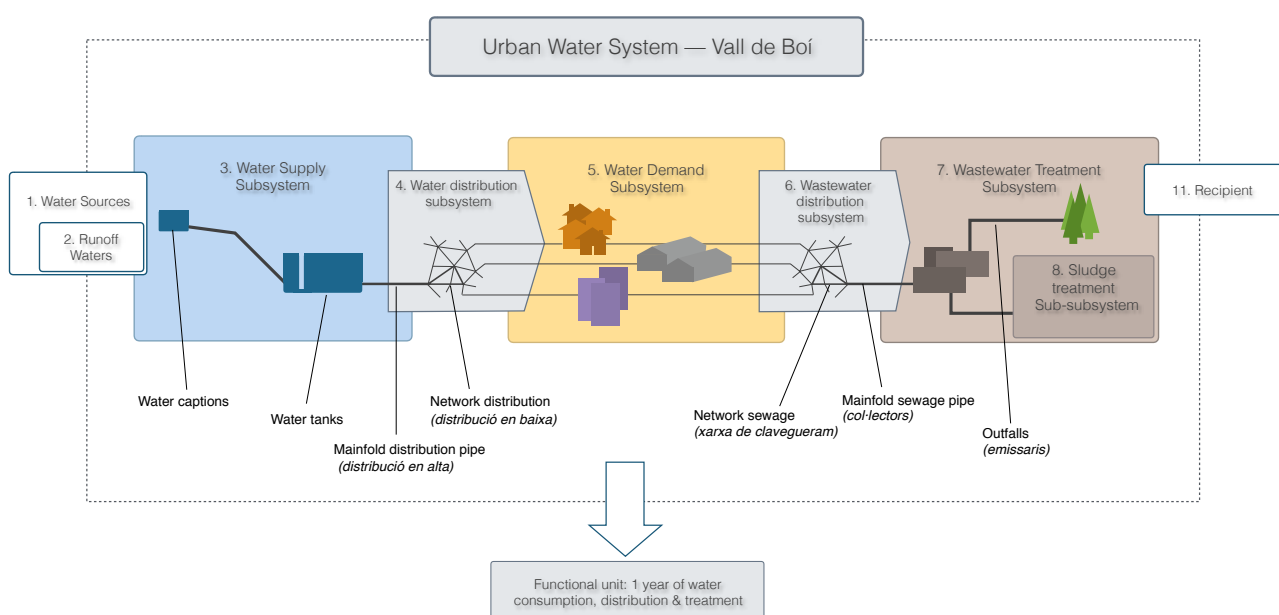 Urban Water System — Vall de Boí
1. Water Sources
2. Runoff
Waters
3. Water Supply
Subsystem
4. Water distribution
subsystem
5. Water Demand
Subsystem
6. Wastewater
distribution
subsystem
7. Wastewater Treatment
Subsystem
8. Sludge
treatment
Sub-subsystem
11. Recipient
Water captions
Water tanks
Mainfold distribution pipe
(distribució en alta)
Network distribution
(distribució en baixa)
Network sewage
(xarxa de clavegueram)
Mainfold sewage pipe
(col·lectors)
Outfalls
(emissaris)
Functional unit: 1 year of water
consumption, distribution & treatment